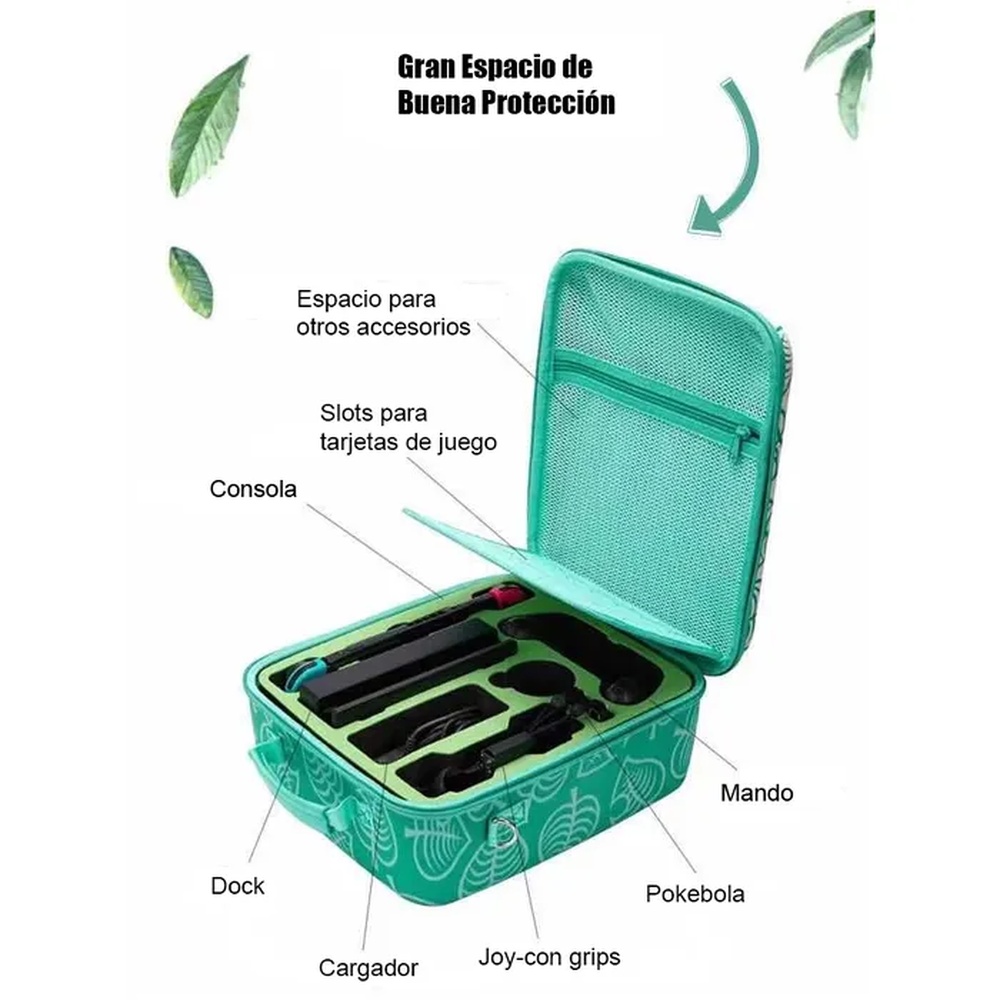 Gran Espacio de
Buena Protección
Espacio para
otros accesorios
Slots para
tarjetas de juego
Consola
Mando
Dock
Pokebola
Joy-con grips
Cargador